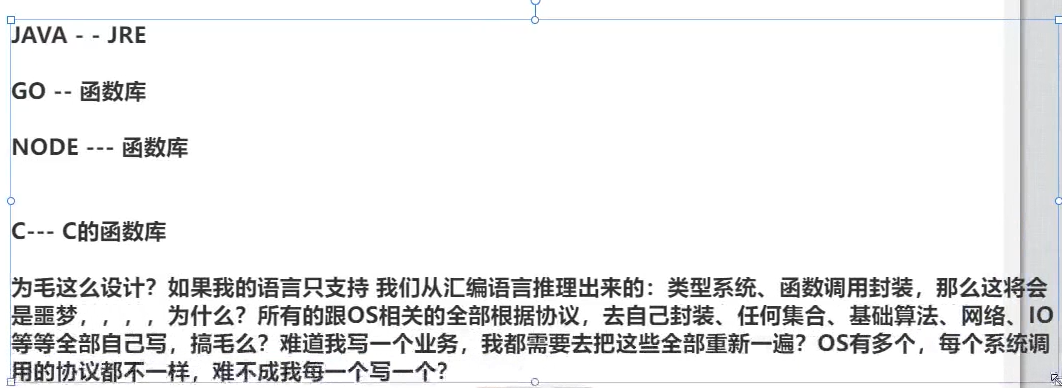 JAVA - - JRE
GO -- 函数库
NODE --- 函数库
C--- C的函数库
为毛这么设计？如果我的语言只支持 我们从汇编语言推理出来的：类型系统、函数调用封装，那么这将会
是噩梦，，，，为什么？所有的跟OS相关的全部根据协议，去自己封装、任何集合、基础算法、网络、IO
等等全部自己写，搞毛么？难道我写一个业务，我都需要去把这些全部重新一遍？OS有多个，每个系统调
用的协议都不一样，难不成我每一个写一个？